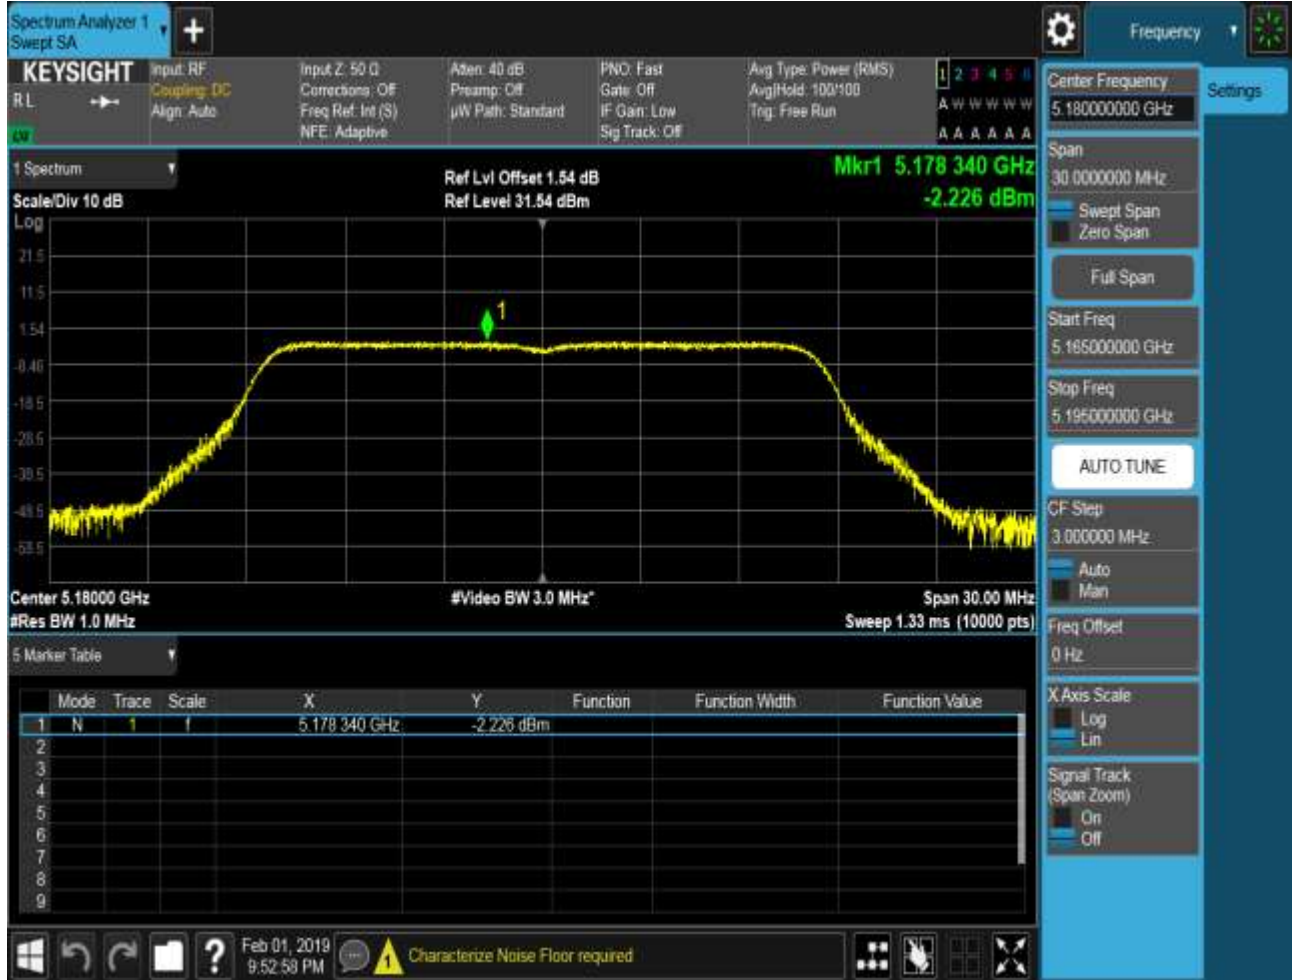 Spectrum Analyzer 1
Swept SA
+
Frequency
KEYSIGHT
RL
Input: RF
Coupling: DC
Align: Auto
Input Z: 50 Ω
Corrections: Off
Freq Ref: Int (S)
NFE: Adaptive
Atten: 40 dB
Preamp: Off
µW Path: Standard
PNO: Fast
Gate: Off
IF Gain: Low
Sig Track: Off
Avg Type: Power (RMS)
Avg|Hold: 100/100
Trig: Free Run
1 2 3 4 5 6
A W W W W W
A A A A A A
1 Spectrum
Scale/Div 10 dB
Ref Lvl Offset 1.54 dB
Ref Level 31.54 dBm
Mkr1 5.178 340 GHz
-2.226 dBm
Log
21.5
11.5
1.54
-8.46
-18.5
-28.5
-38.5
-48.5
-58.5
1
Center 5.18000 GHz
#Res BW 1.0 MHz
#Video BW 3.0 MHz*
Span 30.00 MHz
Sweep 1.33 ms (10000 pts)
5 Marker Table
Mode Trace Scale X Y Function Function Width Function Value
1 N 1 f 5.178 340 GHz -2.226 dBm
2
3
4
5
6
7
8
9
Center Frequency
5.180000000 GHz
Settings
Span
30.0000000 MHz
Swept Span
Zero Span
Full Span
Start Freq
5.165000000 GHz
Stop Freq
5.195000000 GHz
AUTO TUNE
CF Step
3.000000 MHz
Auto
Man
Freq Offset
0 Hz
X Axis Scale
Log
Lin
Signal Track
(Span Zoom)
On
Off
?
Feb 01, 2019
9:52:58 PM
1
Characterize Noise Floor required